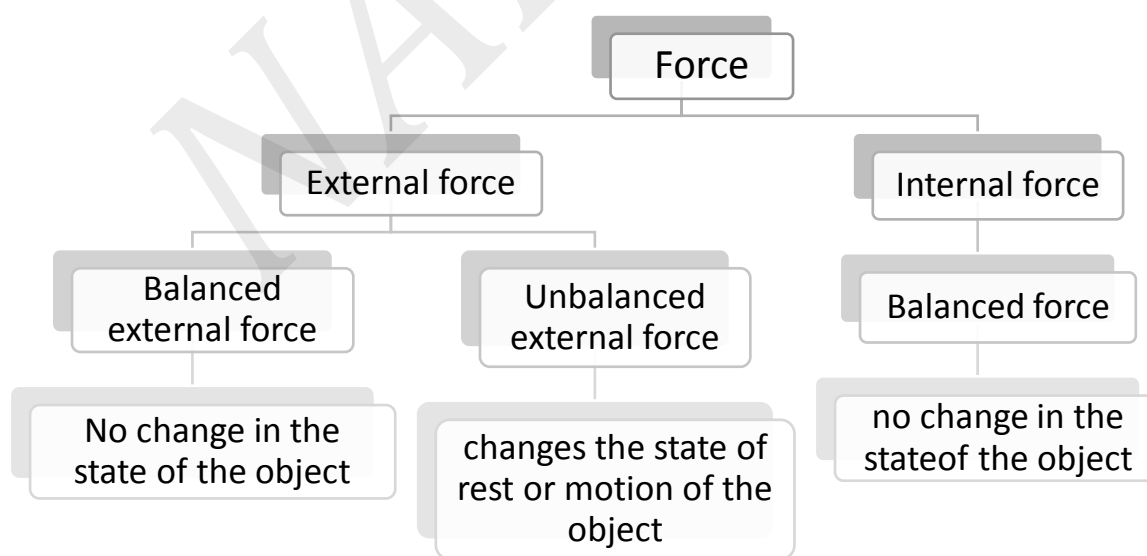 Force
External force
Internal force
Balanced
external force
Unbalanced
external force
Balanced force
No change in the
state of the object
changes the state of
rest or motion of the
object
no change in the
stateof the object